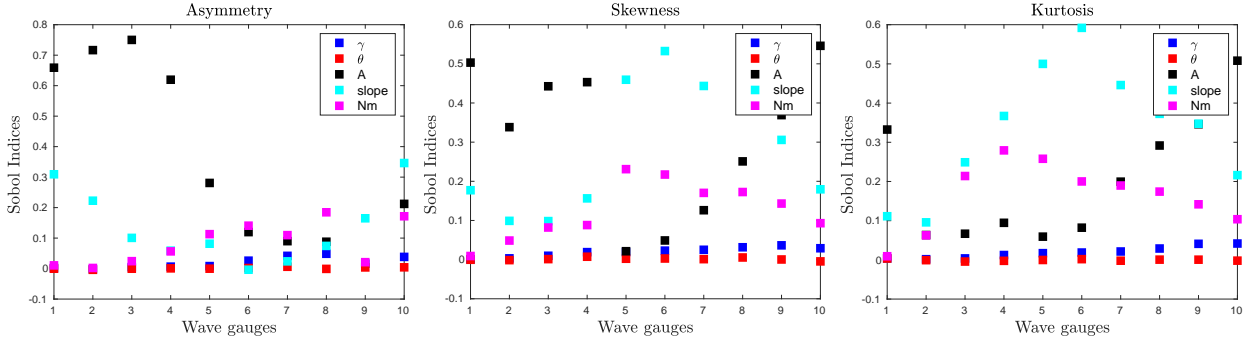 Asymmetry
Sobol Indices
0.8
0.7
0.6
0.5
0.4
0.3
0.2
0.1
0
-0.1
1 2 3 4 5 6 7 8 9 10
Wave gauges
γ
θ
A
slope
Nm
Skewness
Sobol Indices
0.6
0.5
0.4
0.3
0.2
0.1
0
-0.1
1 2 3 4 5 6 7 8 9 10
Wave gauges
γ
θ
A
slope
Nm
Kurtosis
Sobol Indices
0.6
0.5
0.4
0.3
0.2
0.1
0
-0.1
1 2 3 4 5 6 7 8 9 10
Wave gauges
γ
θ
A
slope
Nm